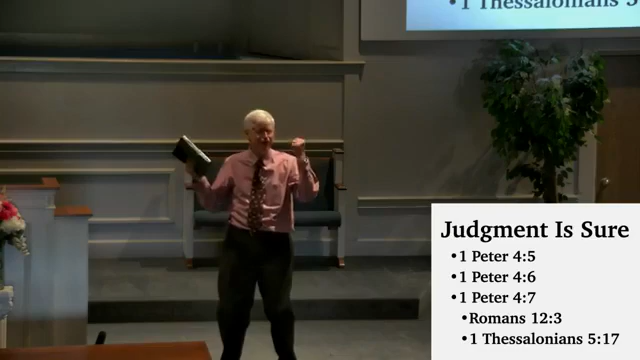 •1 Thessalonians 5
Judgment Is Sure
•1 Peter 4:5
•1 Peter 4:6
•1 Peter 4:7
•Romans 12:3
•1 Thessalonians 5:17